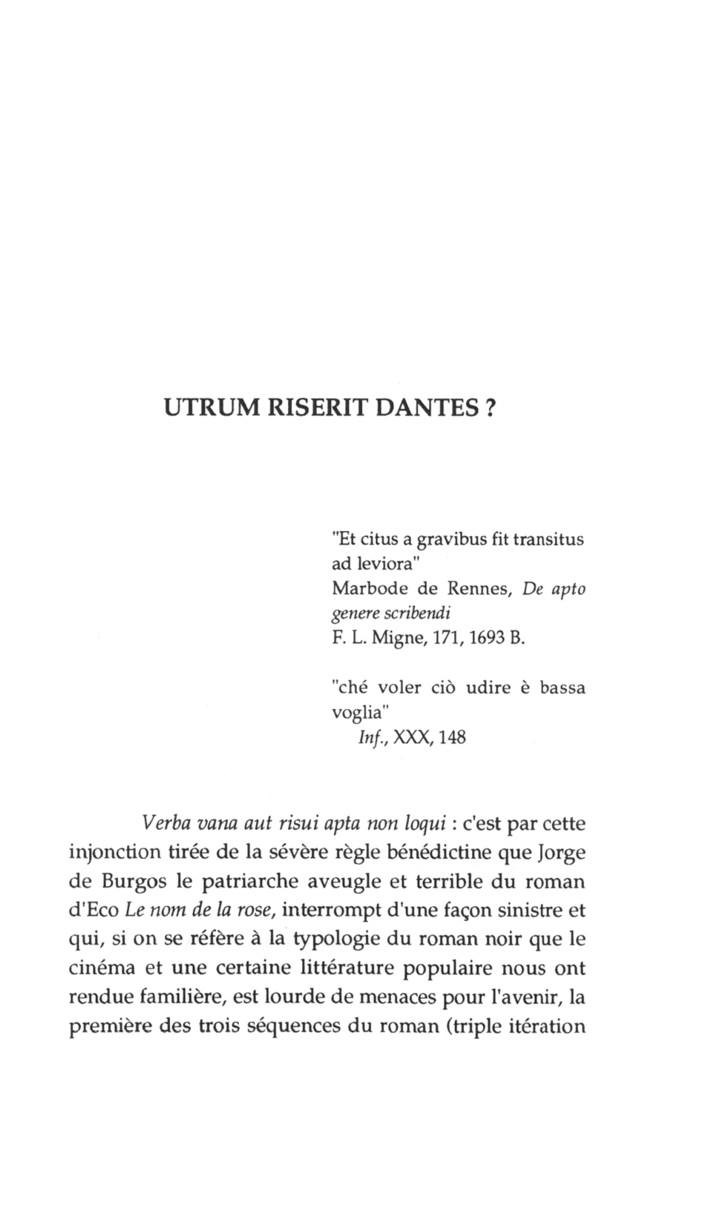 UTRUM RISERIT DANTES ?
"Et citus a gravibus fit transitus
ad leviora"
Marbode de Rennes, De apto
genere scribendi
F. L. Migne, 171, 1693 B.
"ché voler ciò udire è bassa
voglia"
Inf., XXX, 148
Verba vana aut risui apta non loqui : c'est par cette
injonction tirée de la sévère règle bénédictine que Jorge
de Burgos le patriarche aveugle et terrible du roman
d'Eco Le nom de la rose, interrompt d'une façon sinistre et
qui, si on se réfère à la typologie du roman noir que le
cinéma et une certaine littérature populaire nous ont
rendue familière, est lourde de menaces pour l'avenir, la
première des trois séquences du roman (triple itération